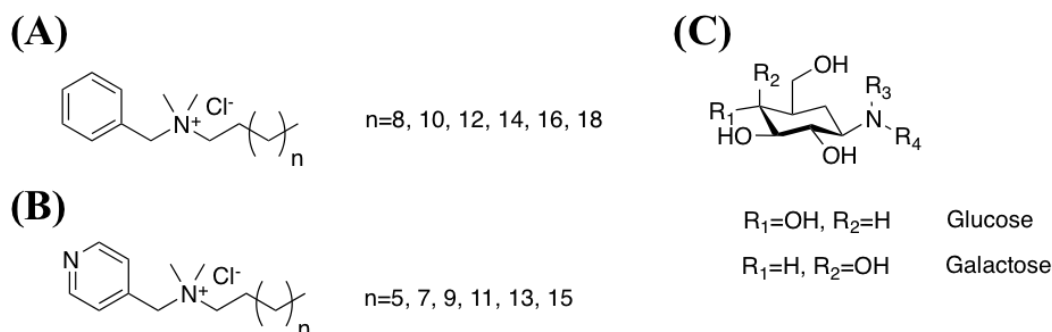 (A)
N+
Cl-
n
n=8, 10, 12, 14, 16, 18
(B)
N
N+
Cl-
n
n=5, 7, 9, 11, 13, 15
(C)
R2
OH
R1
R3
HO
N
R4
OH
R1=OH, R2=H Glucose
R1=H, R2=OH Galactose